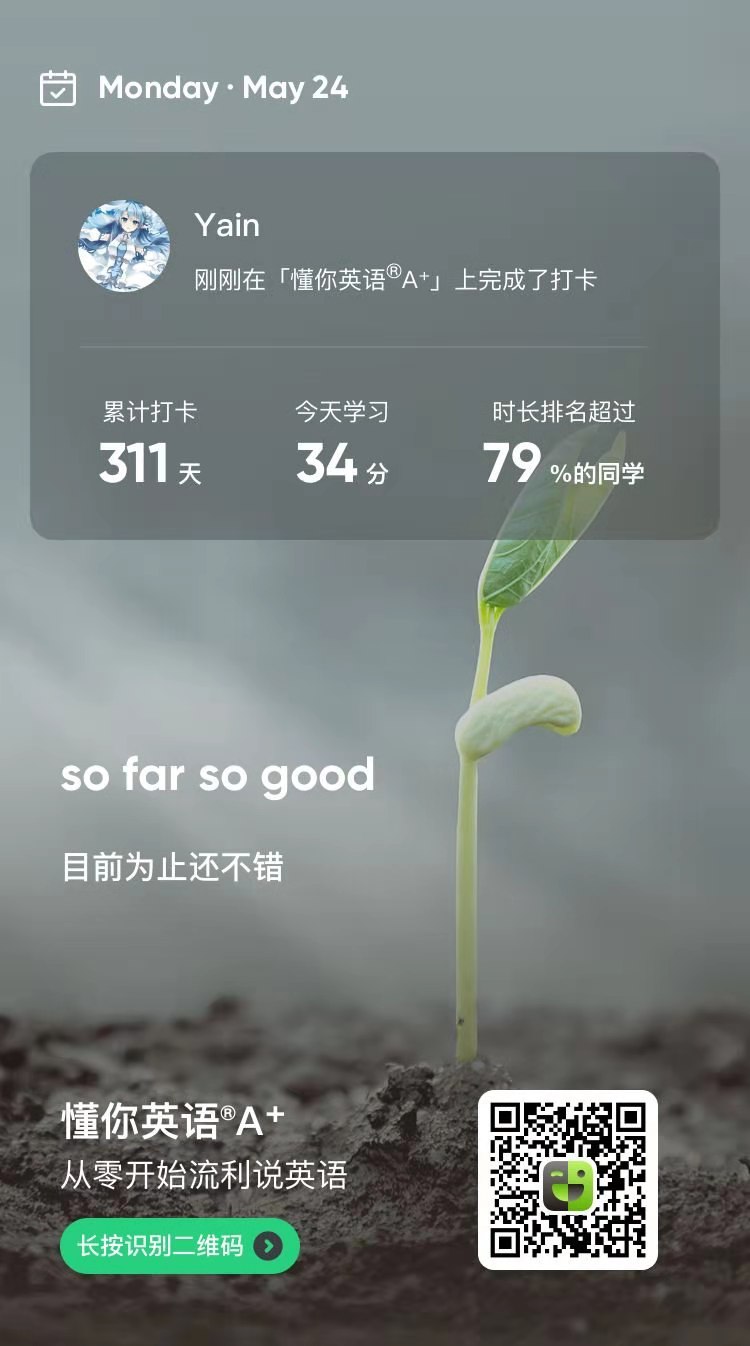 Monday · May 24
Yain
刚刚在「懂你英语®A⁺」上完成了打卡
累计打卡 今天学习 时长排名超过
311 天 34 分 79 %的同学
so far so good
目前为止还不错
懂你英语®A⁺
从零开始流利说英语
长按识别二维码